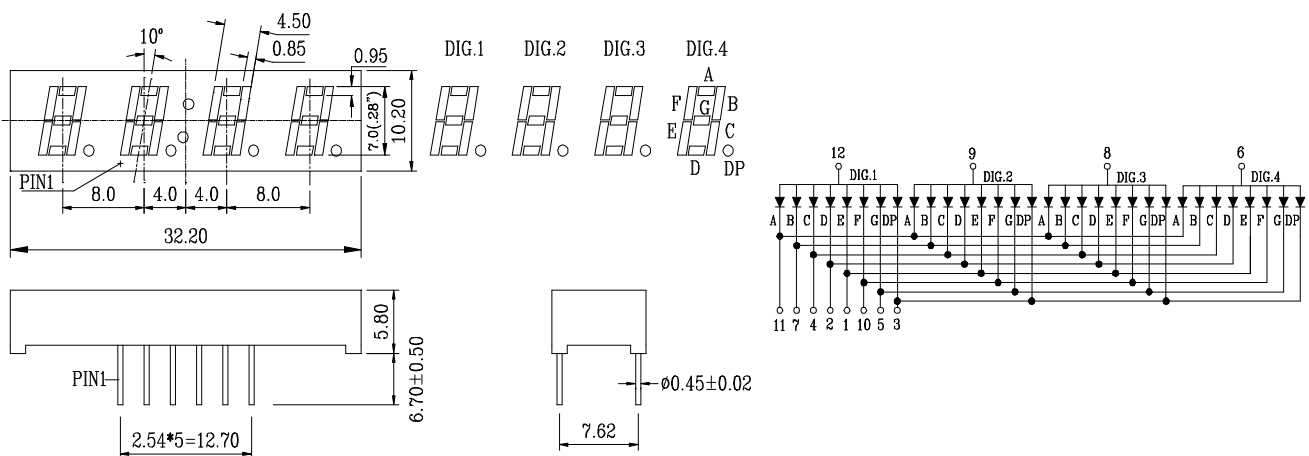 4.50
10°
0.85
0.95
DIG.1 DIG.2 DIG.3 DIG.4
A
F G B
E C
D DP
7.0(.28")
10.20
PIN1
8.0 4.0 4.0 8.0
32.20
12 9 8 6
DIG.1 DIG.2 DIG.3 DIG.4
A B C D E F G DP A B C D E F G DP A B C D E F G DP A B C D E F G DP
11 7 4 2 1 10 5 3
5.80
6.70±0.50
PIN1
2.54*5=12.70
ø0.45±0.02
7.62